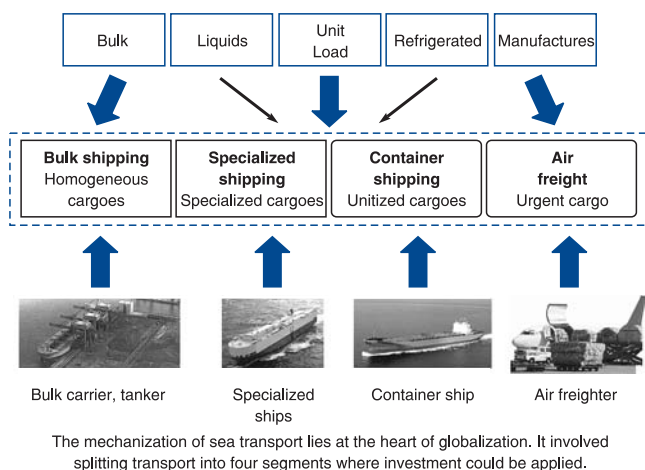 Bulk
Liquids
Unit
Load
Refrigerated
Manufactures
Bulk shipping
Homogeneous
cargoes
Specialized
shipping
Specialized cargoes
Container
shipping
Unitized cargoes
Air
freight
Urgent cargo
Bulk carrier, tanker
Specialized
ships
Container ship
Air freighter
The mechanization of sea transport lies at the heart of globalization. It involved
splitting transport into four segments where investment could be applied.